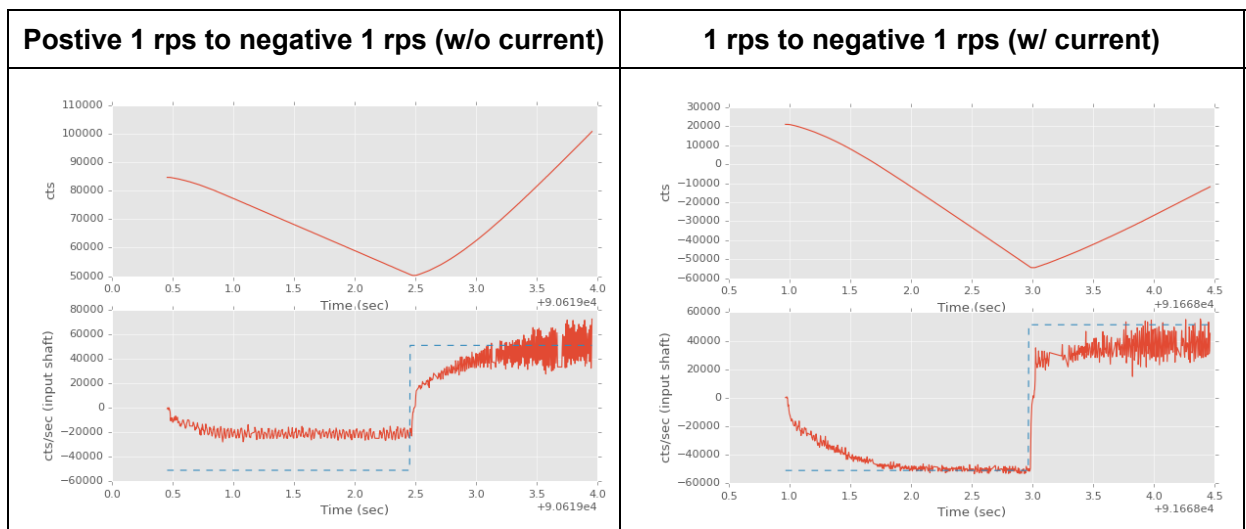 Postive 1 rps to negative 1 rps (w/o current)
1 rps to negative 1 rps (w/ current)
110000
100000
90000
80000
70000
60000
50000
cts
0.0 0.5 1.0 1.5 2.0 2.5 3.0 3.5 4.0
Time (sec)
+9.0619e4
80000
60000
40000
20000
0
−20000
−40000
−60000
cts/sec (input shaft)
0.0 0.5 1.0 1.5 2.0 2.5 3.0 3.5 4.0
Time (sec)
+9.0619e4
30000
20000
10000
0
−10000
−20000
−30000
−40000
−50000
−60000
cts
0.5 1.0 1.5 2.0 2.5 3.0 3.5 4.0 4.5
Time (sec)
+9.1668e4
60000
40000
20000
0
−20000
−40000
−60000
cts/sec (input shaft)
0.5 1.0 1.5 2.0 2.5 3.0 3.5 4.0 4.5
Time (sec)
+9.1668e4